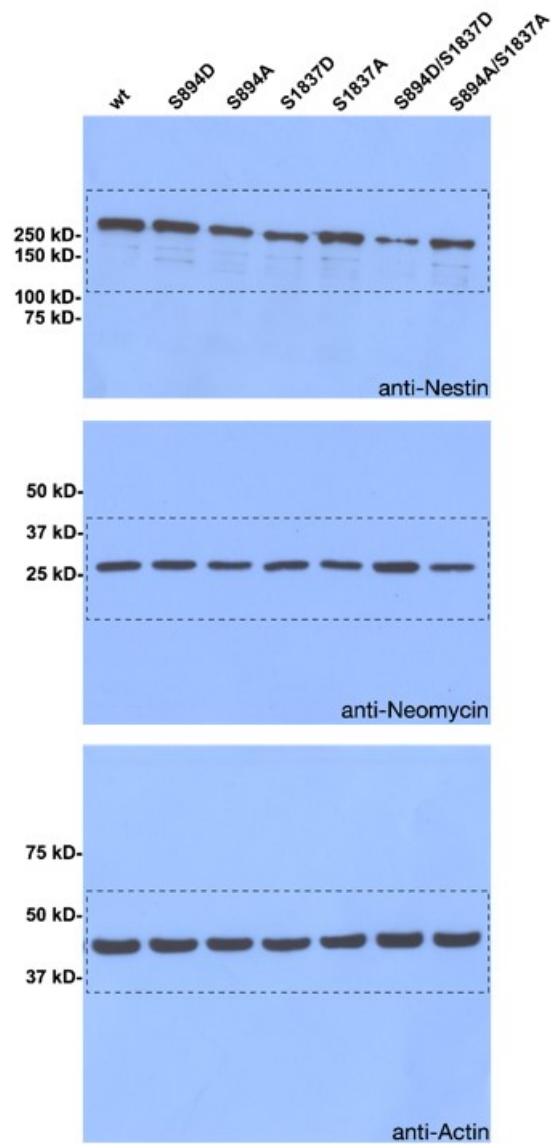 wt
S894D
S894A
S1837D
S1837A
S894D/S1837D
S894A/S1837A
250 kD-
150 kD-
100 kD-
75 kD-
anti-Nestin
50 kD-
37 kD-
25 kD-
anti-Neomycin
75 kD-
50 kD-
37 kD-
anti-Actin